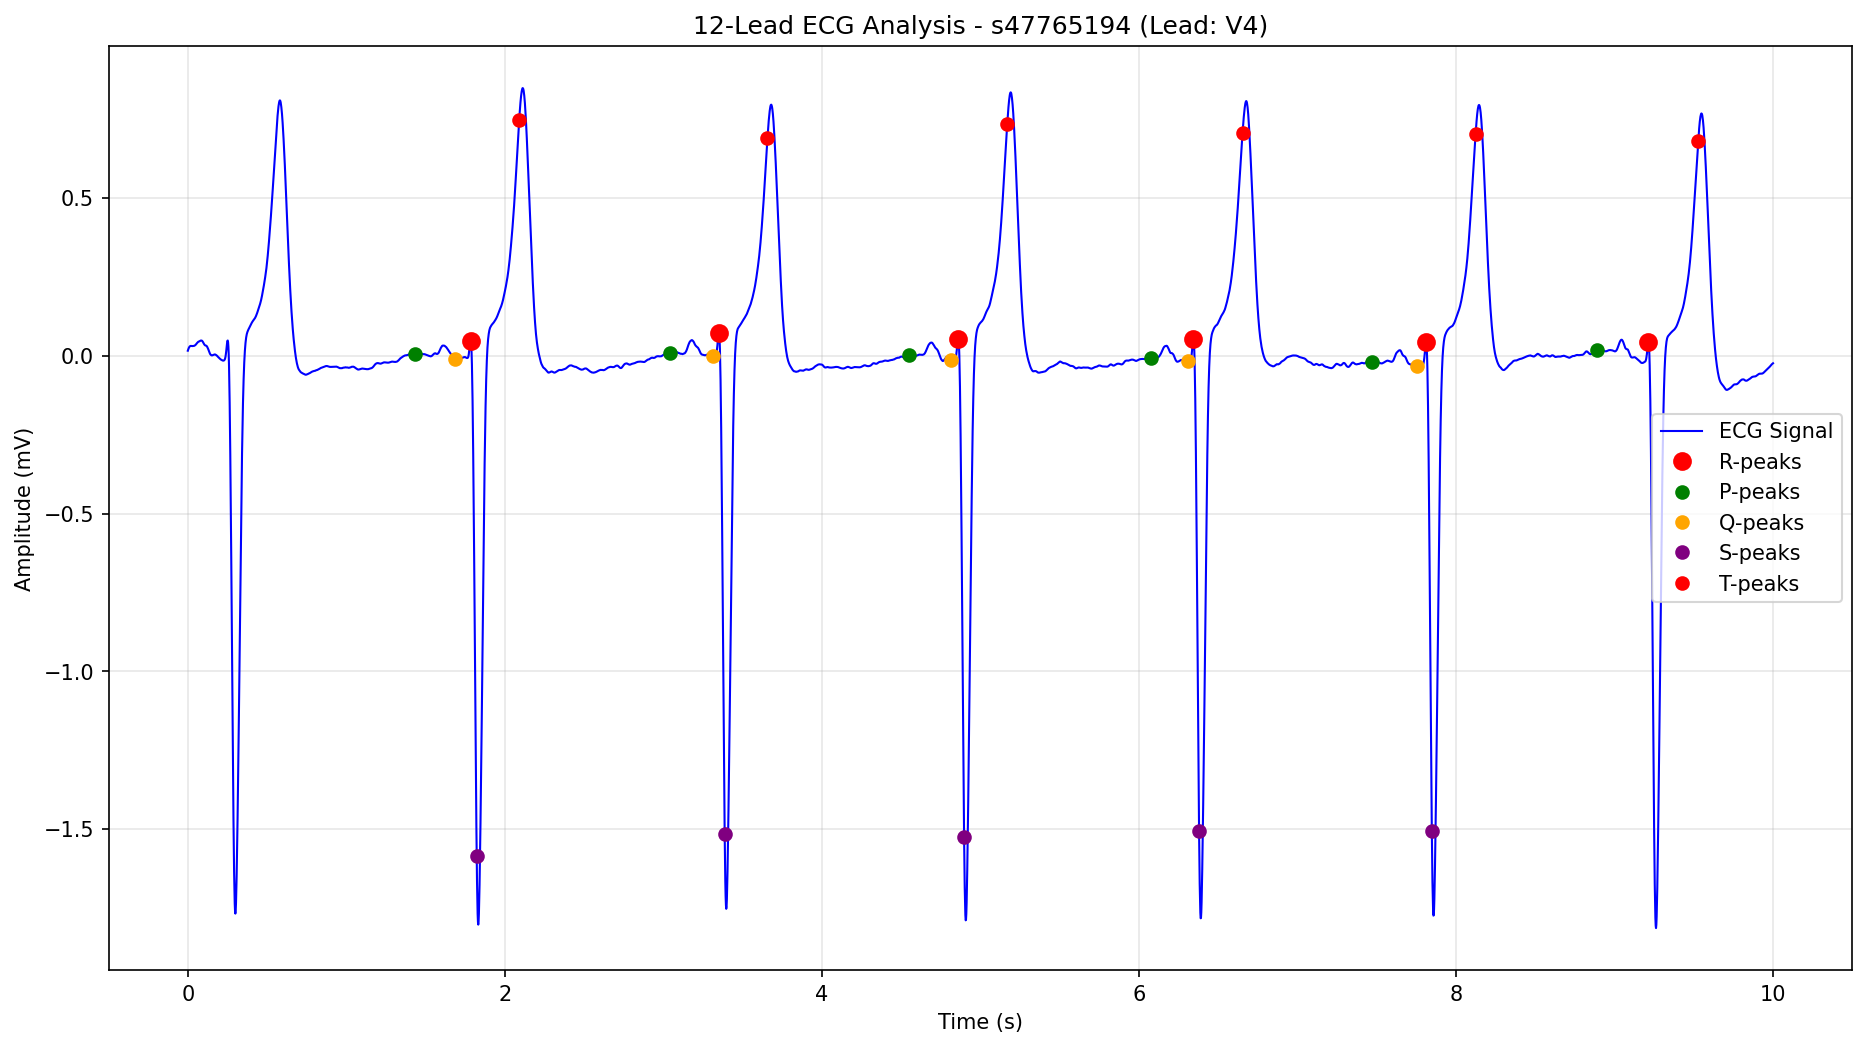 12-Lead ECG Analysis - s47765194 (Lead: V4)
Amplitude (mV)
0.5
0.0
−0.5
−1.0
−1.5
ECG Signal
R-peaks
P-peaks
Q-peaks
S-peaks
T-peaks
0 2 4 6 8 10
Time (s)